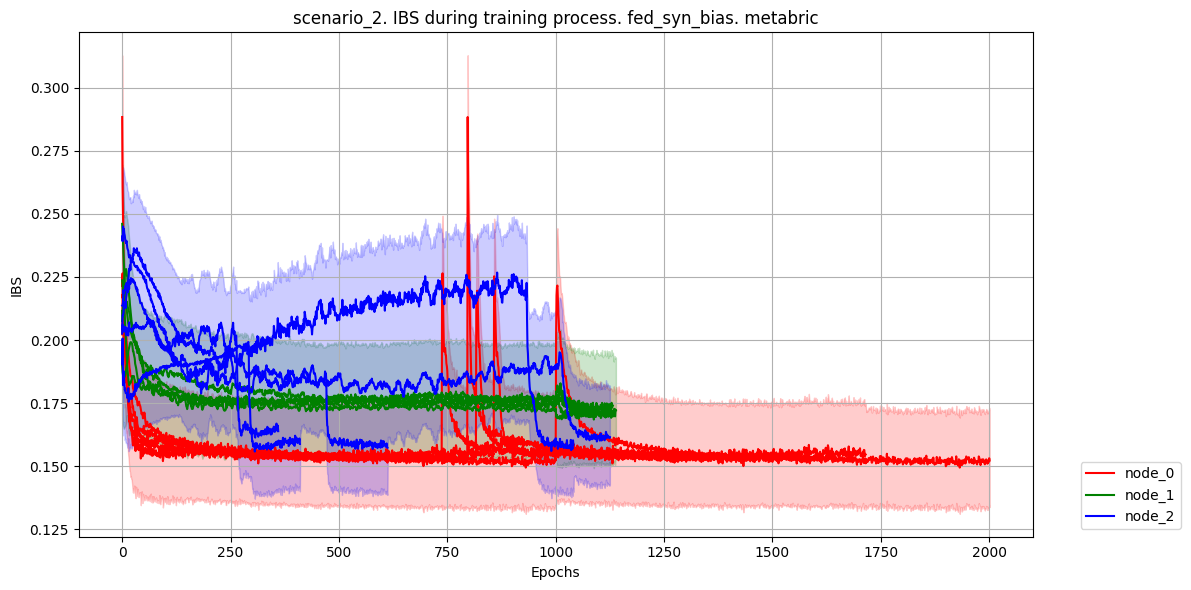 scenario_2. IBS during training process. fed_syn_bias. metabric
IBS
0.300
0.275
0.250
0.225
0.200
0.175
0.150
0.125
0
250
500
750
1000
1250
1500
1750
2000
Epochs
node_0
node_1
node_2